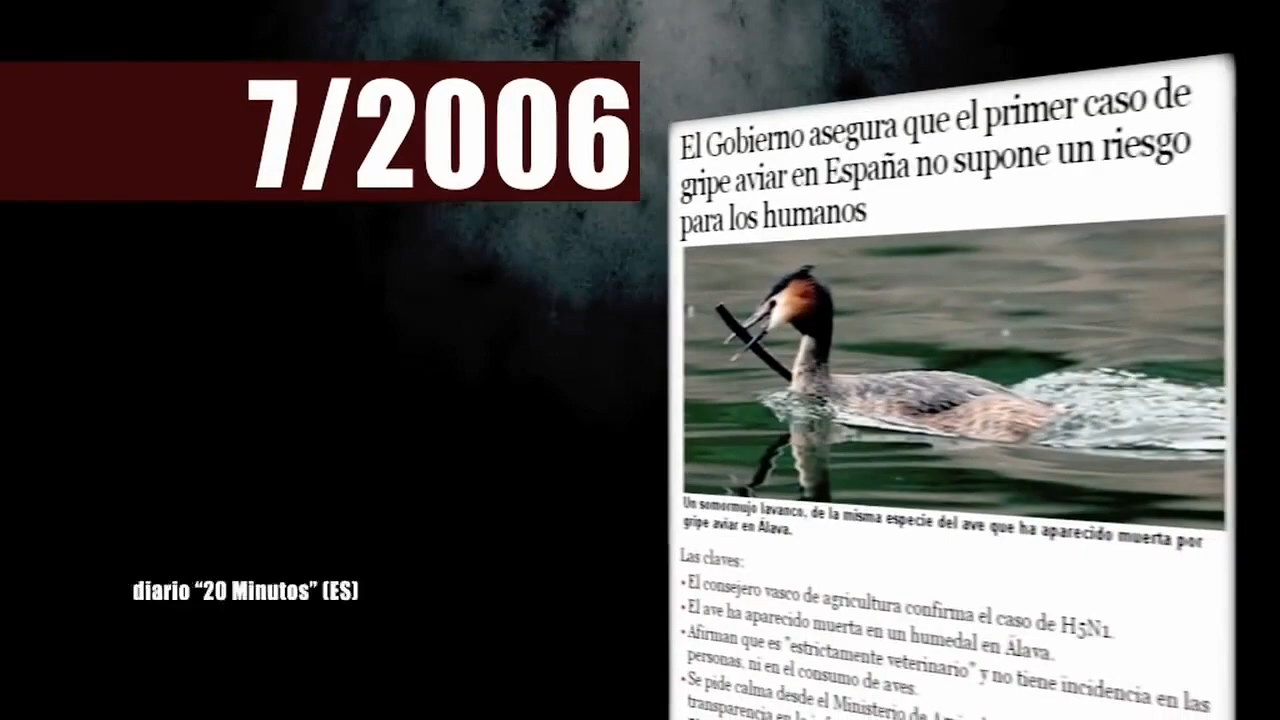 7/2006
El Gobierno asegura que el primer caso de
gripe aviar en España no supone un riesgo
para los humanos
Un somormujo lavanco, de la misma especie del ave que ha aparecido muerta por
gripe aviar en Álava.
Las claves:
• El consejero vasco de agricultura confirma el caso de H5N1.
• El ave ha aparecido muerta en un humedal en Álava.
• Afirman que es "estrictamente veterinario" y no tiene incidencia en las
personas, ni en el consumo de aves.
• Se pide calma desde el Ministerio de
transparencia en la
diario “20 Minutos” (ES)